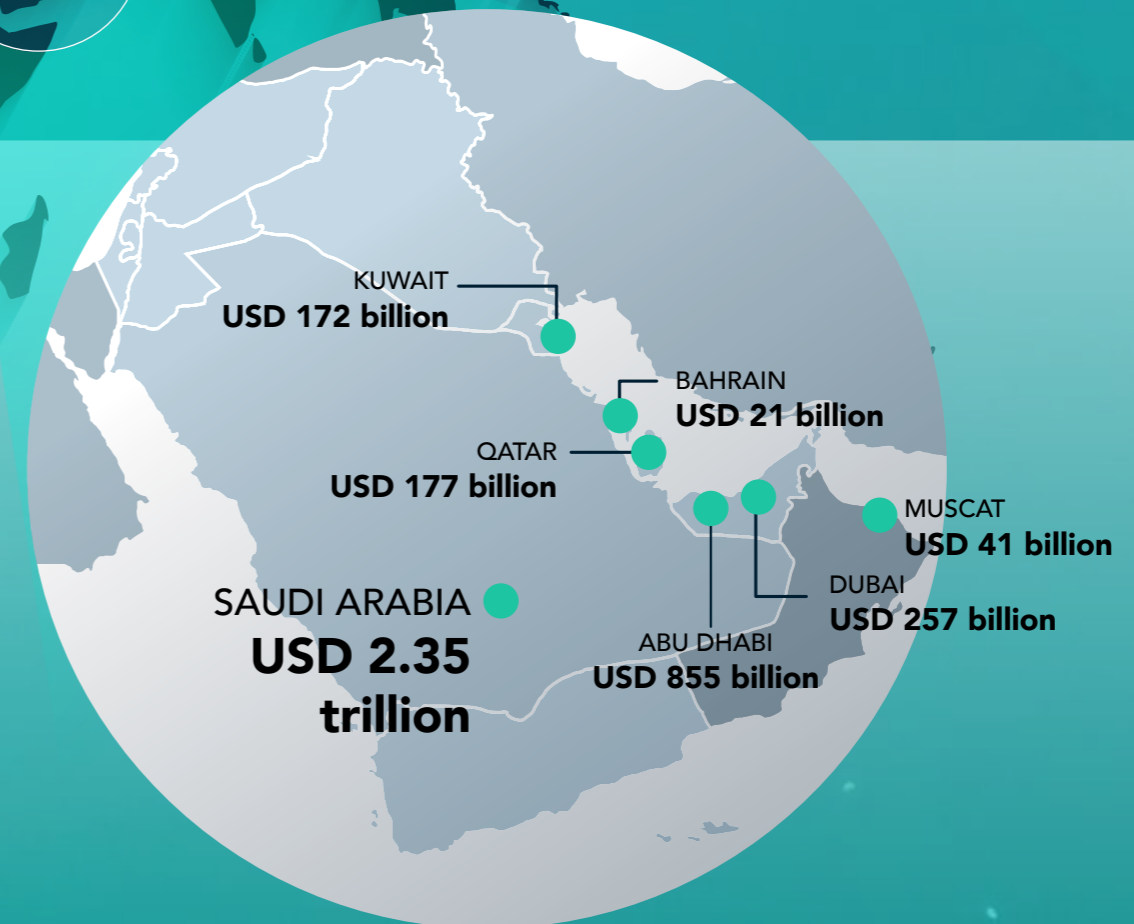 KUWAIT
USD 172 billion
BAHRAIN
USD 21 billion
QATAR
USD 177 billion
MUSCAT
USD 41 billion
DUBAI
USD 257 billion
SAUDI ARABIA
USD 2.35
trillion
ABU DHABI
USD 855 billion